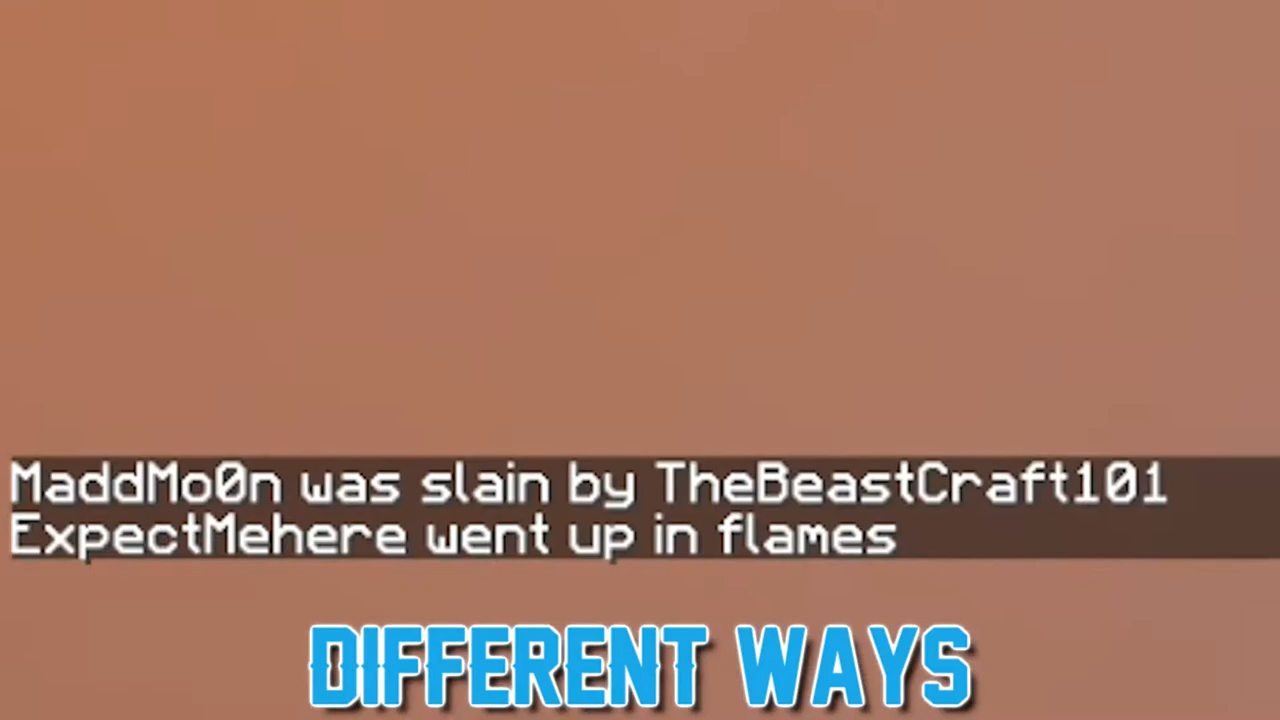 MaddMo0n was slain by TheBeastCraft101
ExpectMehere went up in flames
DIFFERENT WAYS